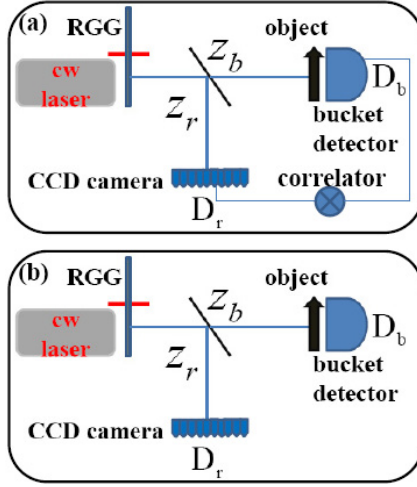 (a)
RGG
object
cw
laser
z_b
D_b
z_r
bucket
detector
CCD camera
correlator
D_r
(b)
RGG
object
cw
laser
z_b
D_b
z_r
bucket
detector
CCD camera
D_r